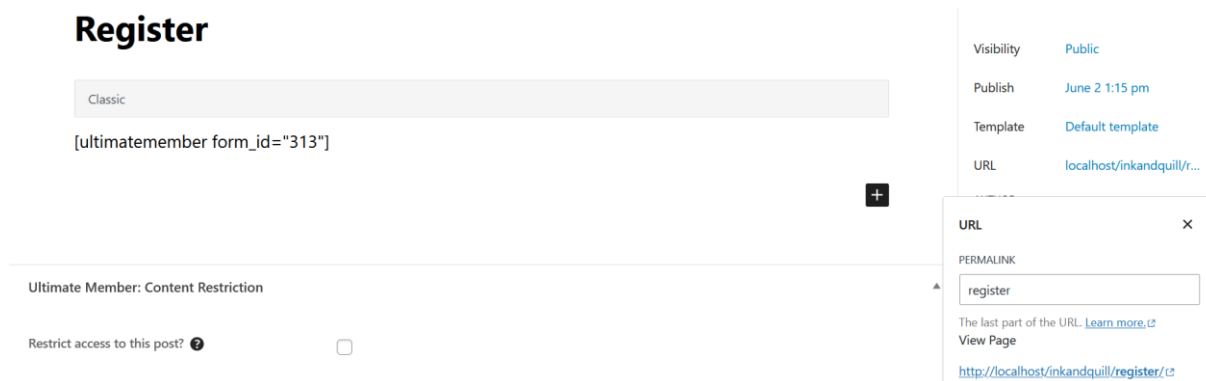 Register
Classic
[ultimatemember form_id="313"]
Ultimate Member: Content Restriction
Restrict access to this post?
Visibility Public
Publish June 2 1:15 pm
Template Default template
URL localhost/inkandquill/r...
URL
PERMALINK
register
The last part of the URL. Learn more.
View Page
http://localhost/inkandquill/register/